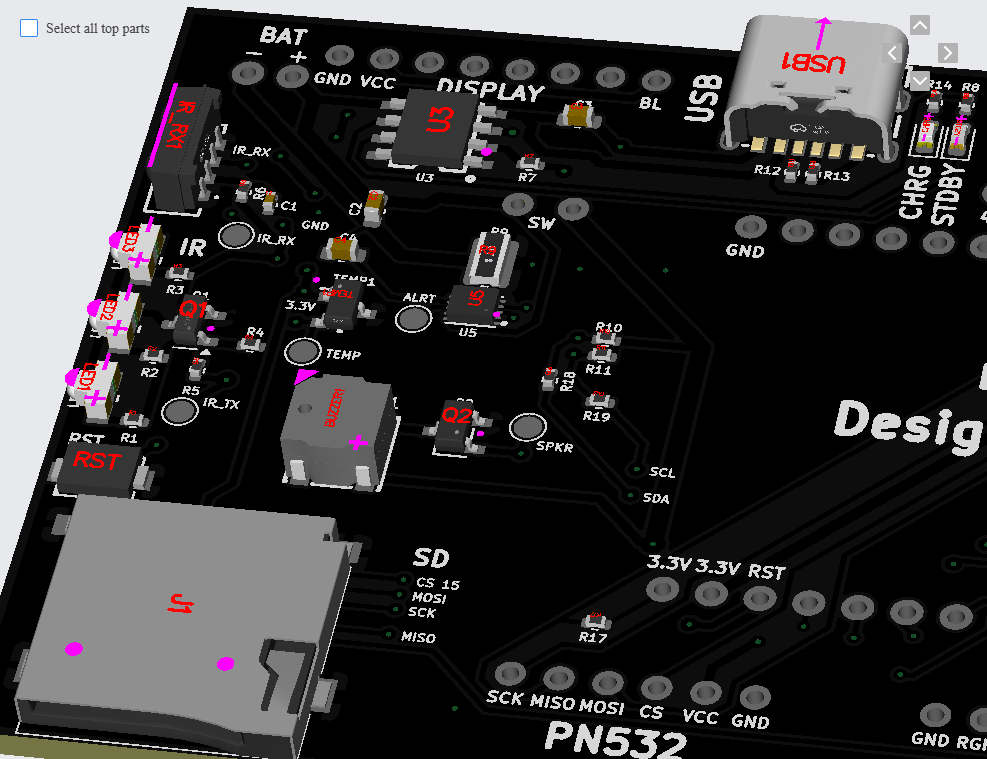 Select all top parts
BAT
− +
GND VCC
DISPLAY
BL
USB
USB1
R14 R8
IR_RX1
U3
U3
R7
R12 R13
CHRG
STDBY
IR_RX
R6
C1
C2
GND
SW
GND
IR_RX
IR
LED3
R3
R9
TEMP1
3.3V
ALRT
U5
U5
LED2
Q1
R4
R2
R5
TEMP
R10
R11
R18
R19
LED1
IR_TX
R1
BUZZER1
Q2
SPKR
Desig
RST
RST
SCL
SDA
SD
CS 15
MOSI
SCK
MISO
J1
3.3V 3.3V RST
R17
SCK MISO MOSI CS VCC GND
PN532
GND RG